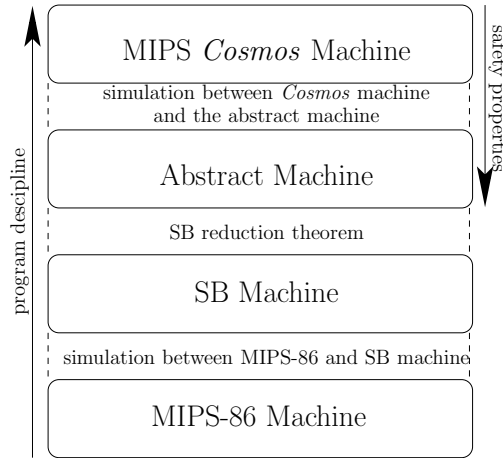 MIPS Cosmos Machine
simulation between Cosmos machine
and the abstract machine
Abstract Machine
SB reduction theorem
SB Machine
simulation between MIPS-86 and SB machine
MIPS-86 Machine
program descipline
safety properties